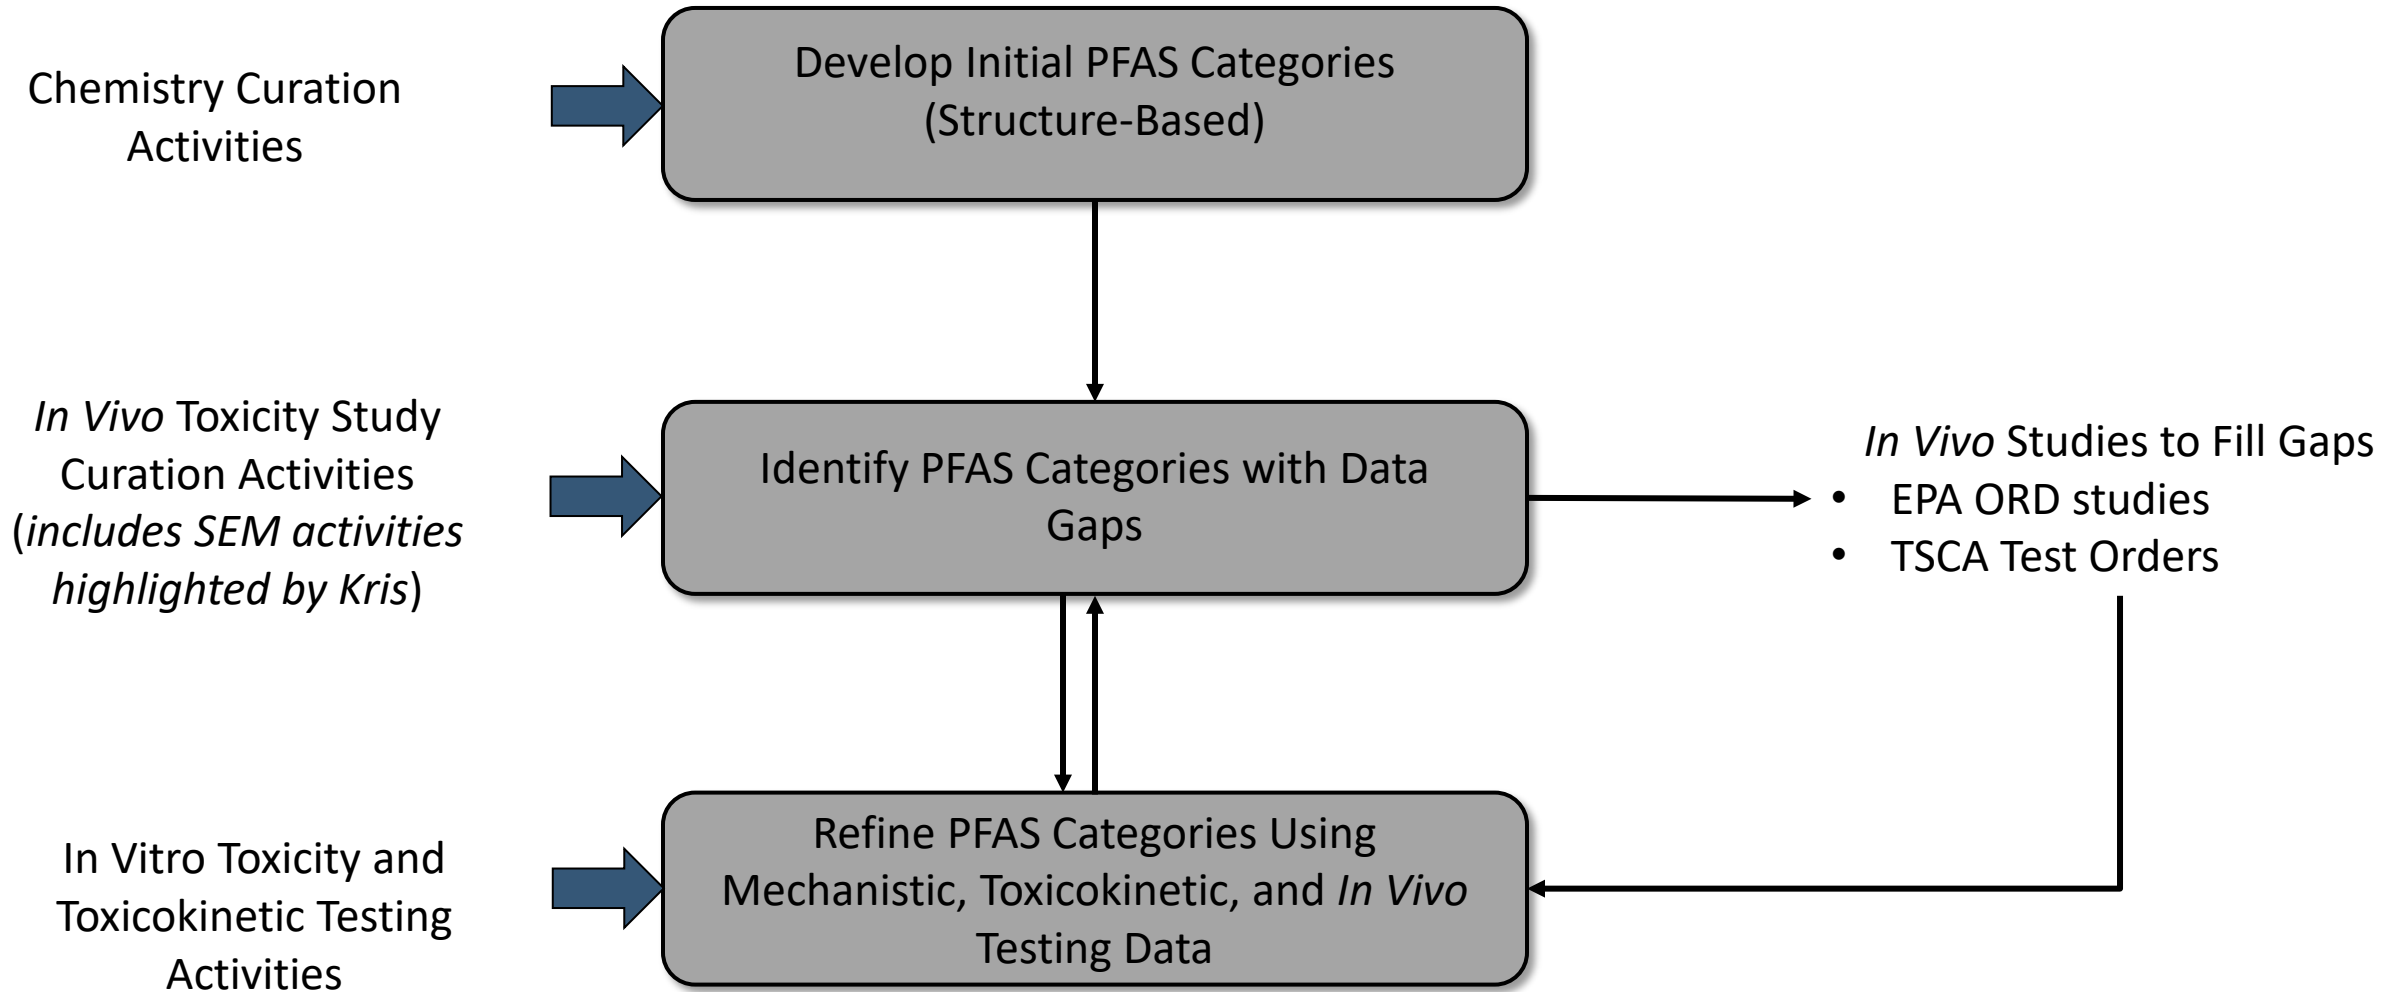 Chemistry Curation
Activities
Develop Initial PFAS Categories
(Structure-Based)
In Vivo Toxicity Study
Curation Activities
(includes SEM activities
highlighted by Kris)
Identify PFAS Categories with Data
Gaps
In Vivo Studies to Fill Gaps
• EPA ORD studies
• TSCA Test Orders
In Vitro Toxicity and
Toxicokinetic Testing
Activities
Refine PFAS Categories Using
Mechanistic, Toxicokinetic, and In Vivo
Testing Data